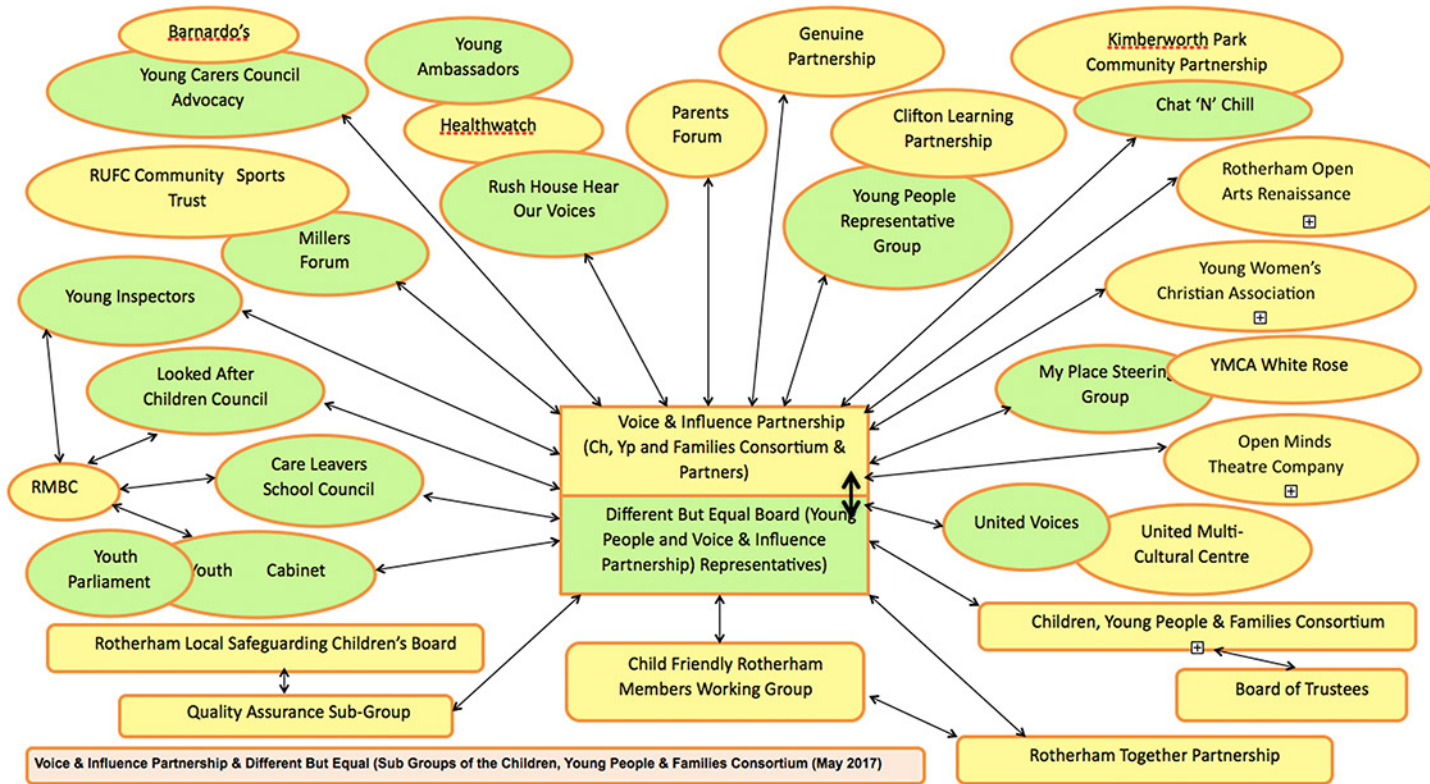 Barnardo's
Young Carers Council
Advocacy
Young
Ambassadors
Healthwatch
Rush House Hear
Our Voices
Parents
Forum
Genuine
Partnership
Clifton Learning
Partnership
Young People
Representative
Group
Kimberworth Park
Community Partnership
Chat 'N' Chill
Rotherham Open
Arts Renaissance
RUFC Community Sports
Trust
Millers
Forum
Young Inspectors
Young Women's
Christian Association
Looked After
Children Council
My Place Steering
Group
YMCA White Rose
Voice & Influence Partnership
(Ch, Yp and Families Consortium &
Partners)
Open Minds
Theatre Company
RMBC
Care Leavers
School Council
Different But Equal Board (Young
People and Voice & Influence
Partnership) Representatives)
United Voices
United Multi-
Cultural Centre
Youth
Parliament
Youth Cabinet
Rotherham Local Safeguarding Children's Board
Quality Assurance Sub-Group
Child Friendly Rotherham
Members Working Group
Children, Young People & Families Consortium
Board of Trustees
Rotherham Together Partnership
Voice & Influence Partnership & Different But Equal (Sub Groups of the Children, Young People & Families Consortium (May 2017)